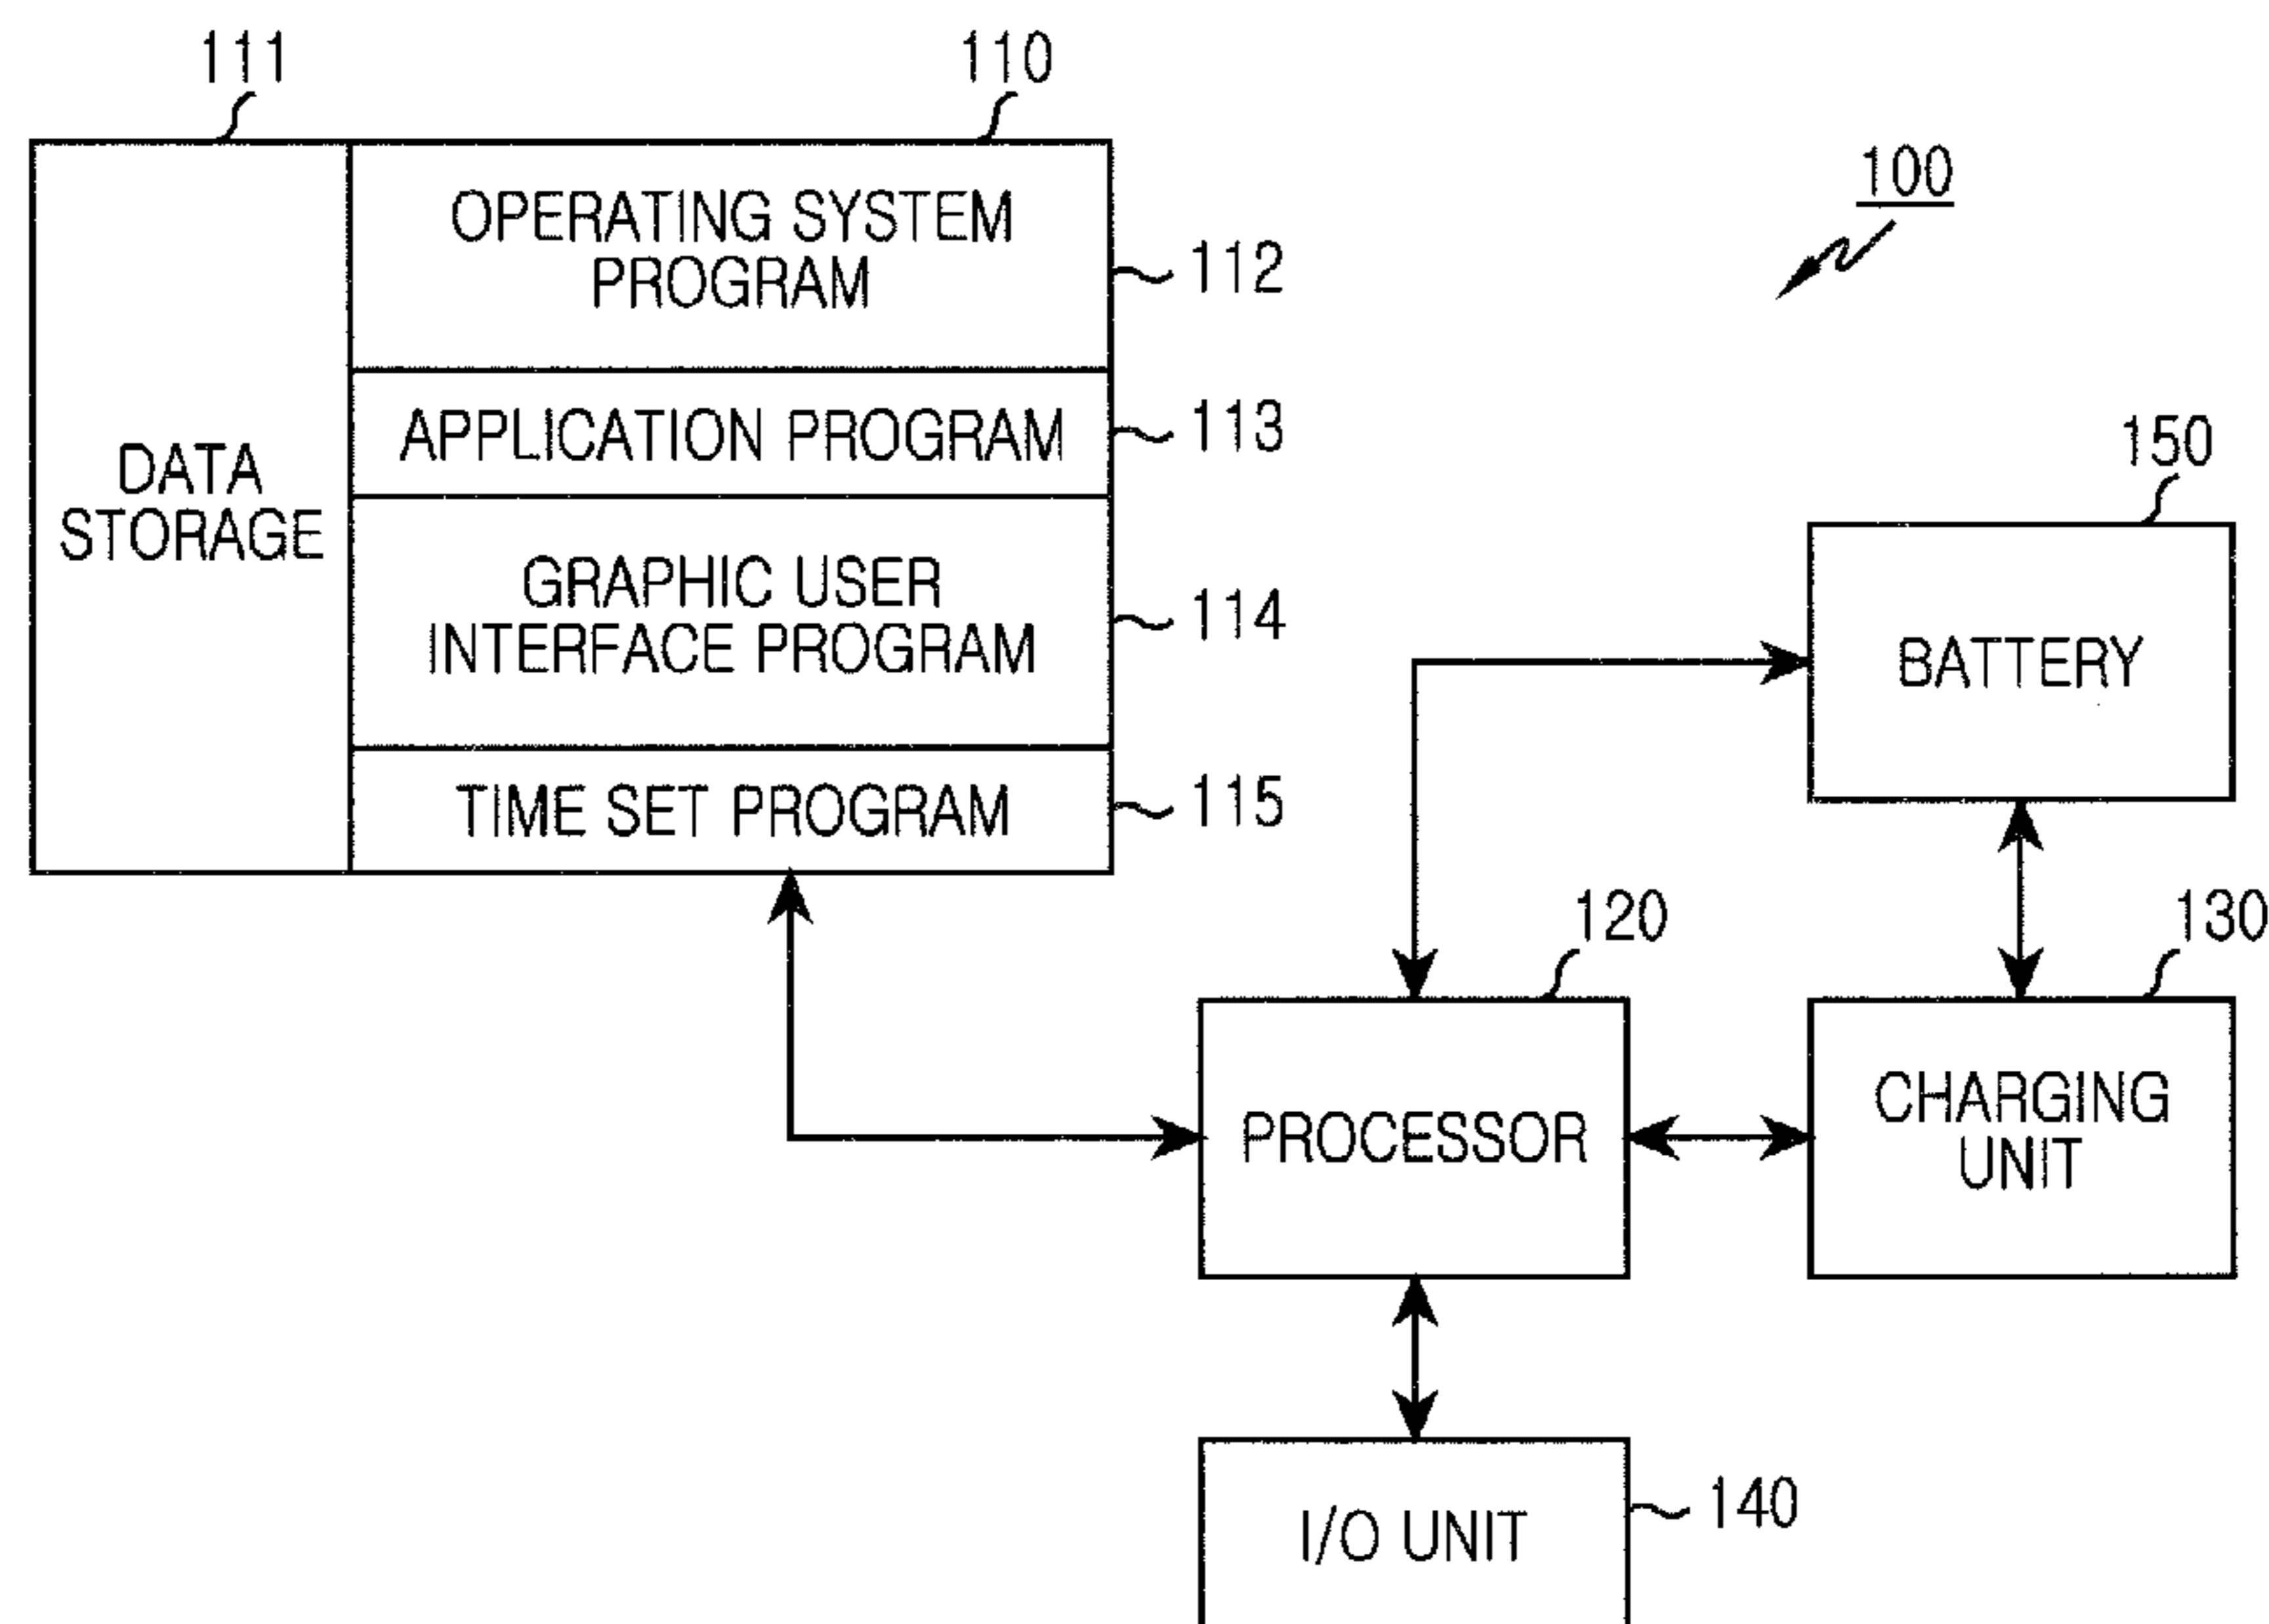 111
110
100
OPERATING SYSTEM
PROGRAM
112
APPLICATION PROGRAM
113
DATA
STORAGE
GRAPHIC USER
INTERFACE PROGRAM
114
TIME SET PROGRAM
115
150
BATTERY
120
130
PROCESSOR
CHARGING
UNIT
I/O UNIT
140